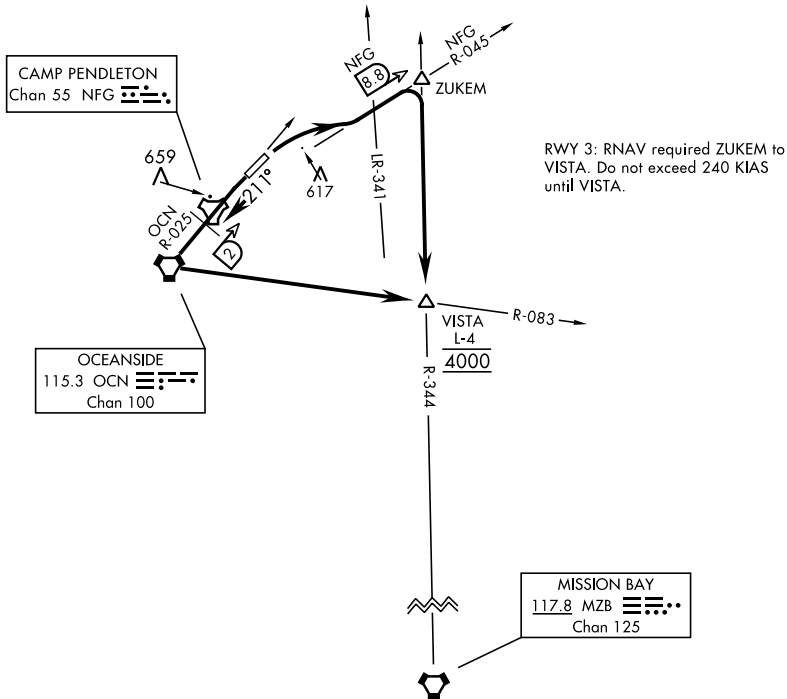 NFG
R-045
NFG
8.8
ZUKEM
CAMP PENDLETON
Chan 55 NFG
RWY 3: RNAV required ZUKEM to
VISTA. Do not exceed 240 KIAS
until VISTA.
659
617
LR-341
211°
OCN
R-025
2
VISTA
L-4
4000
R-083
R-344
OCEANSIDE
115.3 OCN
Chan 100
MISSION BAY
117.8 MZB
Chan 125